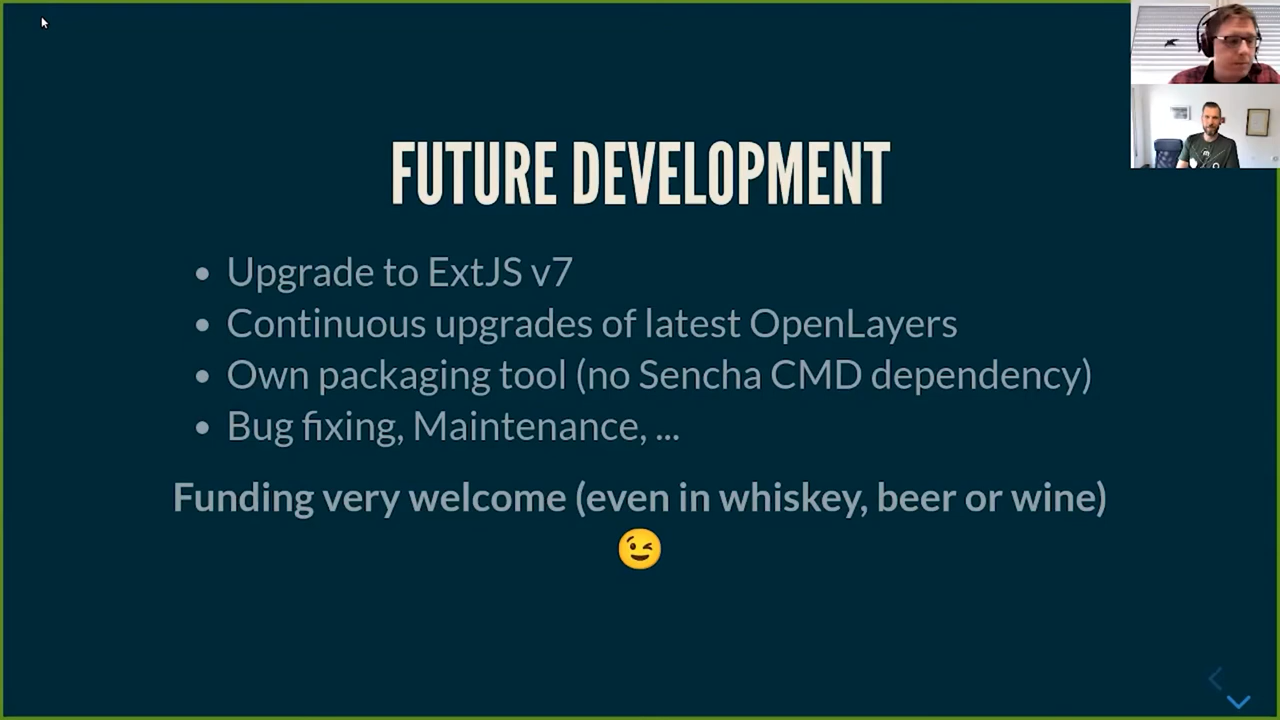 FUTURE DEVELOPMENT
• Upgrade to ExtJS v7
• Continuous upgrades of latest OpenLayers
• Own packaging tool (no Sencha CMD dependency)
• Bug fixing, Maintenance, ...
Funding very welcome (even in whiskey, beer or wine)
😉